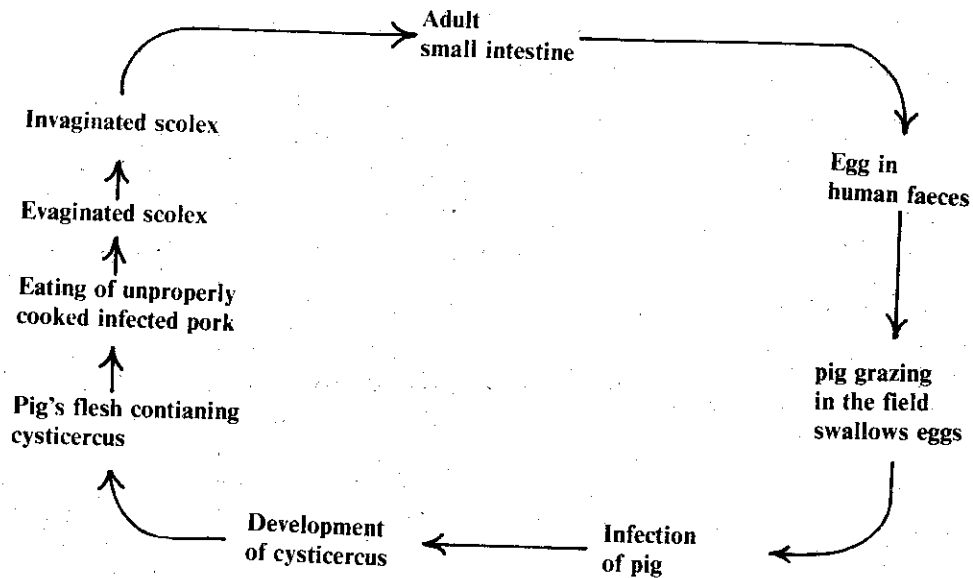 Adult
small intestine
Egg in
human faeces
pig grazing
in the field
swallows eggs
Infection
of pig
Development
of cysticercus
Pig's flesh contianing
cysticercus
Eating of unproperly
cooked infected pork
Evaginated scolex
Invaginated scolex